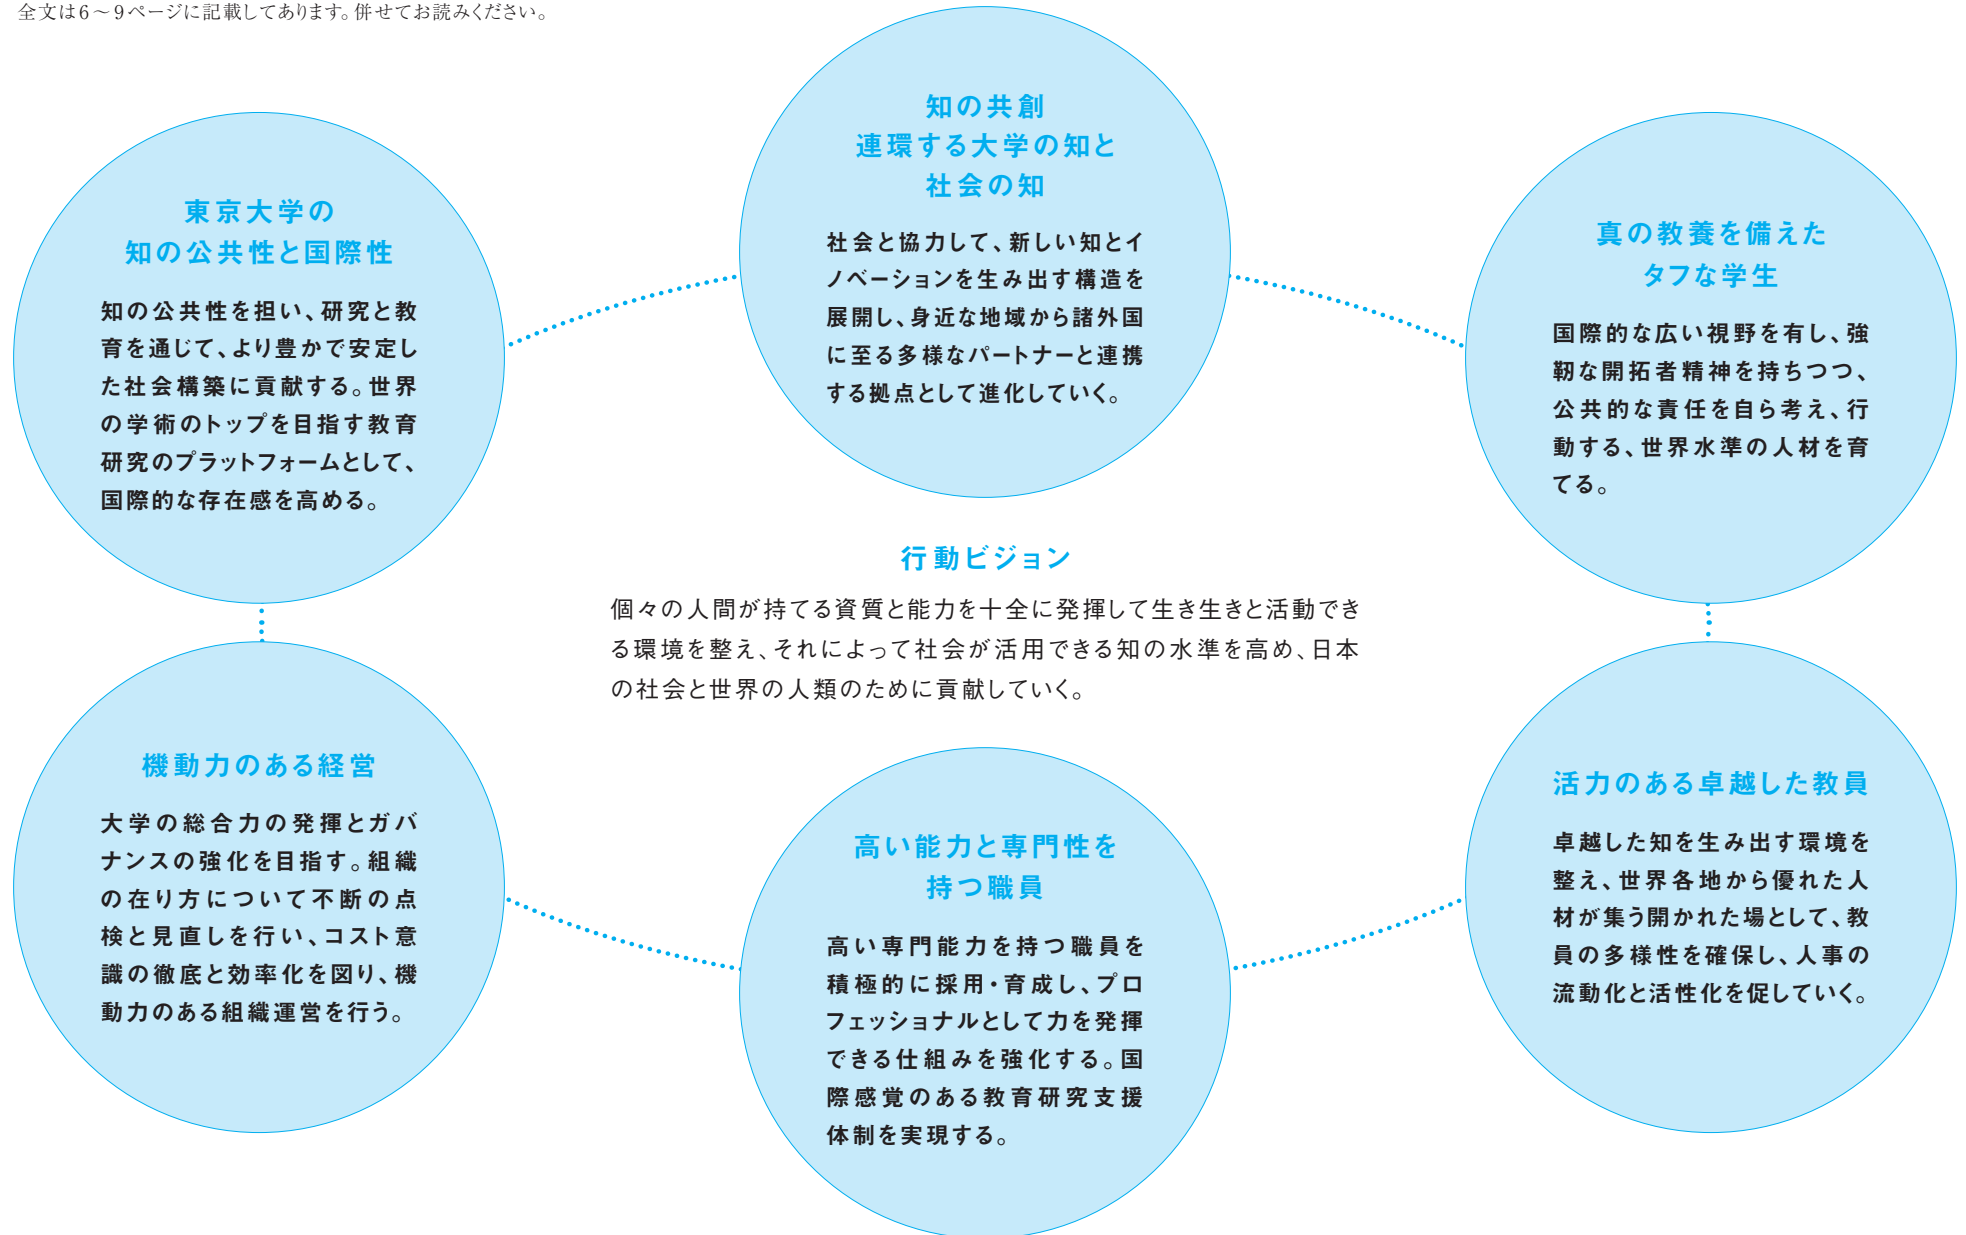 全文は6～9ページに記載してあります。併せてお読みください。
東京大学の
知の公共性と国際性
知の公共性を担い、研究と教
育を通じて、より豊かで安定し
た社会構築に貢献する。世界
の学術のトップを目指す教育
研究のプラットフォームとして、
国際的な存在感を高める。
知の共創
連環する大学の知と
社会の知
社会と協力して、新しい知とイ
ノベーションを生み出す構造を
展開し、身近な地域から諸外国
に至る多様なパートナーと連携
する拠点として進化していく。
真の教養を備えた
タフな学生
国際的な広い視野を有し、強
靭な開拓者精神を持ちつつ、
公共的な責任を自ら考え、行
動する、世界水準の人材を育
てる。
行動ビジョン
個々の人間が持てる資質と能力を十全に発揮して生き生きと活動でき
る環境を整え、それによって社会が活用できる知の水準を高め、日本
の社会と世界の人類のために貢献していく。
機動力のある経営
大学の総合力の発揮とガバ
ナンスの強化を目指す。組織
の在り方について不断の点
検と見直しを行い、コスト意
識の徹底と効率化を図り、機
動力のある組織運営を行う。
高い能力と専門性を
持つ職員
高い専門能力を持つ職員を
積極的に採用・育成し、プロ
フェッショナルとして力を発揮
できる仕組みを強化する。国
際感覚のある教育研究支援
体制を実現する。
活力のある卓越した教員
卓越した知を生み出す環境を
整え、世界各地から優れた人
材が集う開かれた場として、教
員の多様性を確保し、人事の
流動化と活性化を促していく。